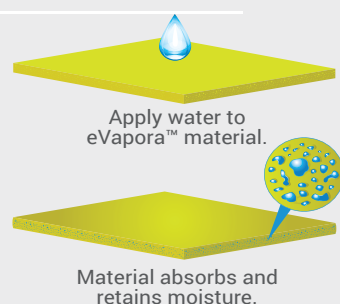 Apply water to
eVapora™ material.
Material absorbs and
retains moisture.